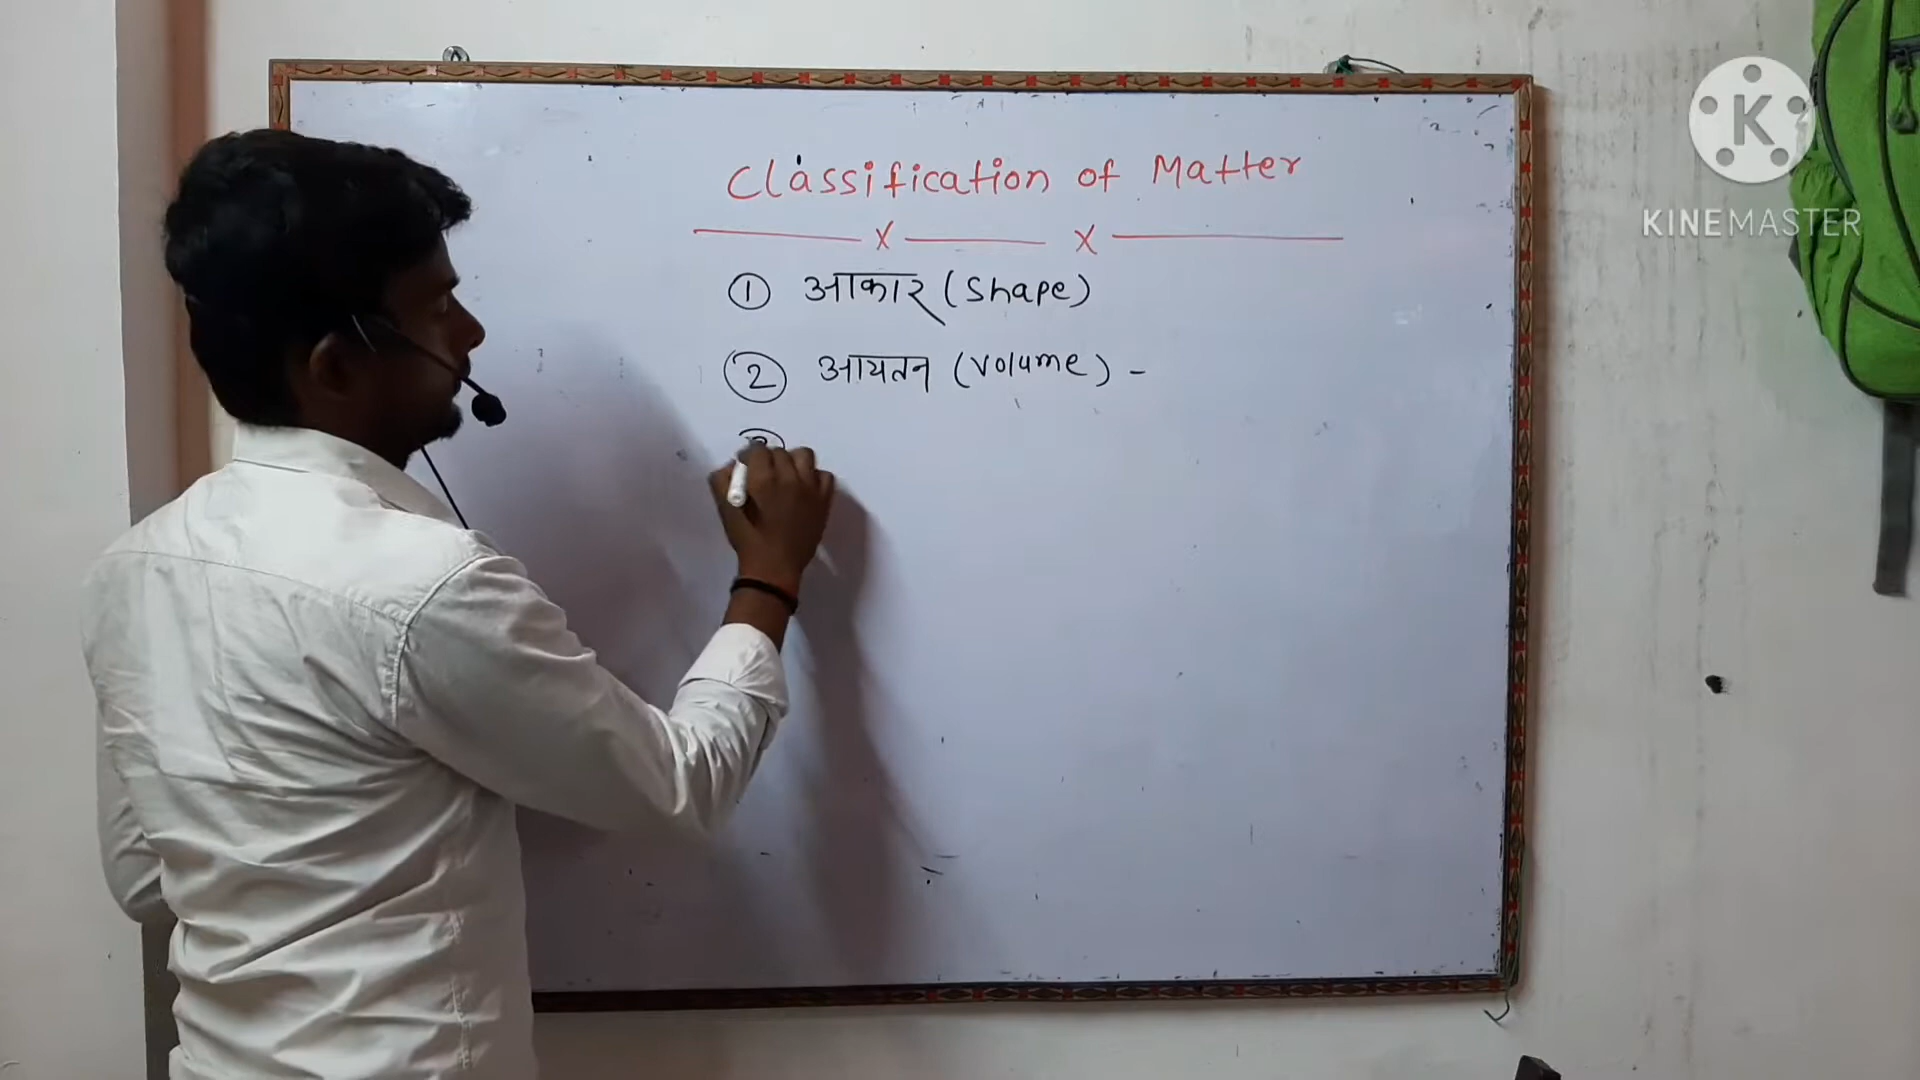 Classification of Matter
x x
① आकार (Shape)
② आयतन (Volume) -
K
KINEMASTER